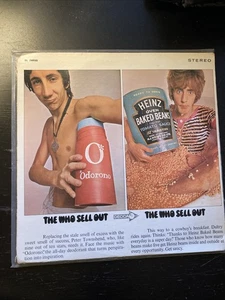 STEREO
HEINZ
OVEN
BAKED BEANS
O
Odorono
THE WHO SELL OUT
THE WHO SELL OUT
Replacing the stale smell of excess with the
sweet smell of success, Peter Townshend, who, like
nine out of ten stars, needs it. Face the music with
Odorono, the all-day deodorant that turns perspira-
tion into inspiration.
This way to a cowboy's breakfast. Daltry
rides again. Thinks: "Thanks to Heinz Baked Beans
everyday is a super day". Those who know how many
beans make five get Heinz beans inside and outside at
every opportunity. Get saucy.